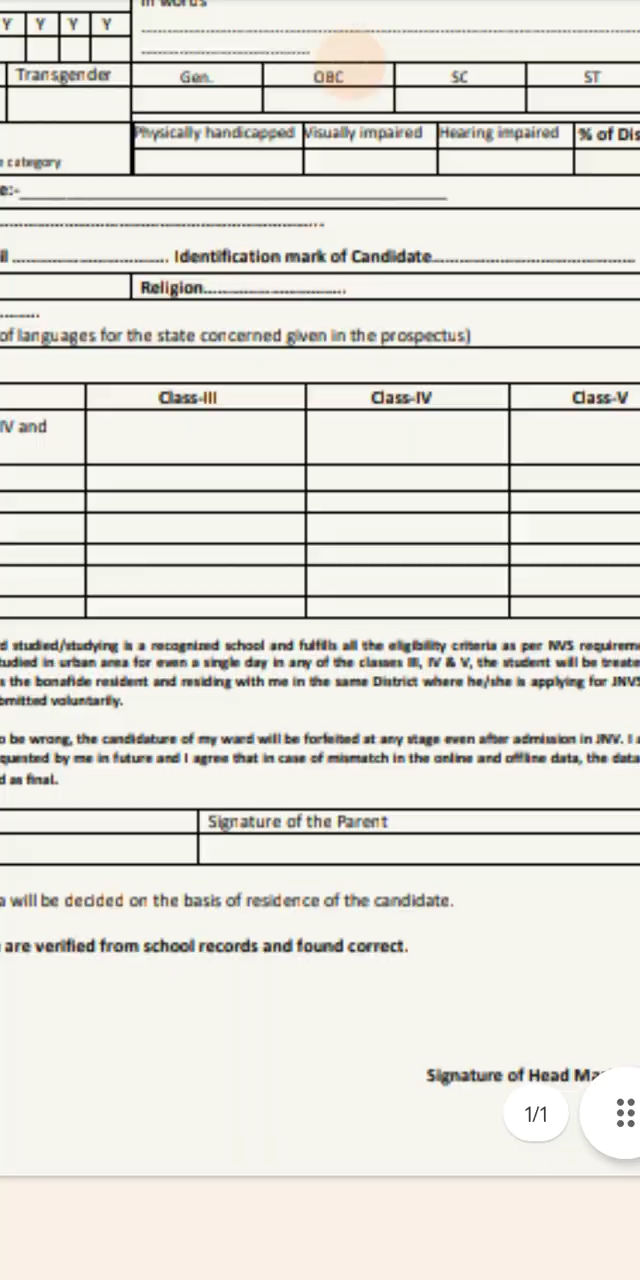 in words
Y Y Y Y
Transgender Gen. OBC SC ST
Physically handicapped Visually impaired Hearing impaired % of Dis
e category
e:-
il ................ Identification mark of Candidate................
Religion................
of languages for the state concerned given in the prospectus)
Class-III Class-IV Class-V
IV and
d studied/studying is a recognized school and fulfills all the eligibility criteria as per NVS requireme
tudied in urban area for even a single day in any of the classes III, IV & V, the student will be treate
s the bonafide resident and residing with me in the same District where he/she is applying for JNVS
bmitted voluntarily.
o be wrong, the candidature of my ward will be forfeited at any stage even after admission in JNV. I a
quested by me in future and I agree that in case of mismatch in the online and offline data, the data
d as final.
Signature of the Parent
a will be decided on the basis of residence of the candidate.
are verified from school records and found correct.
Signature of Head Mas
1/1